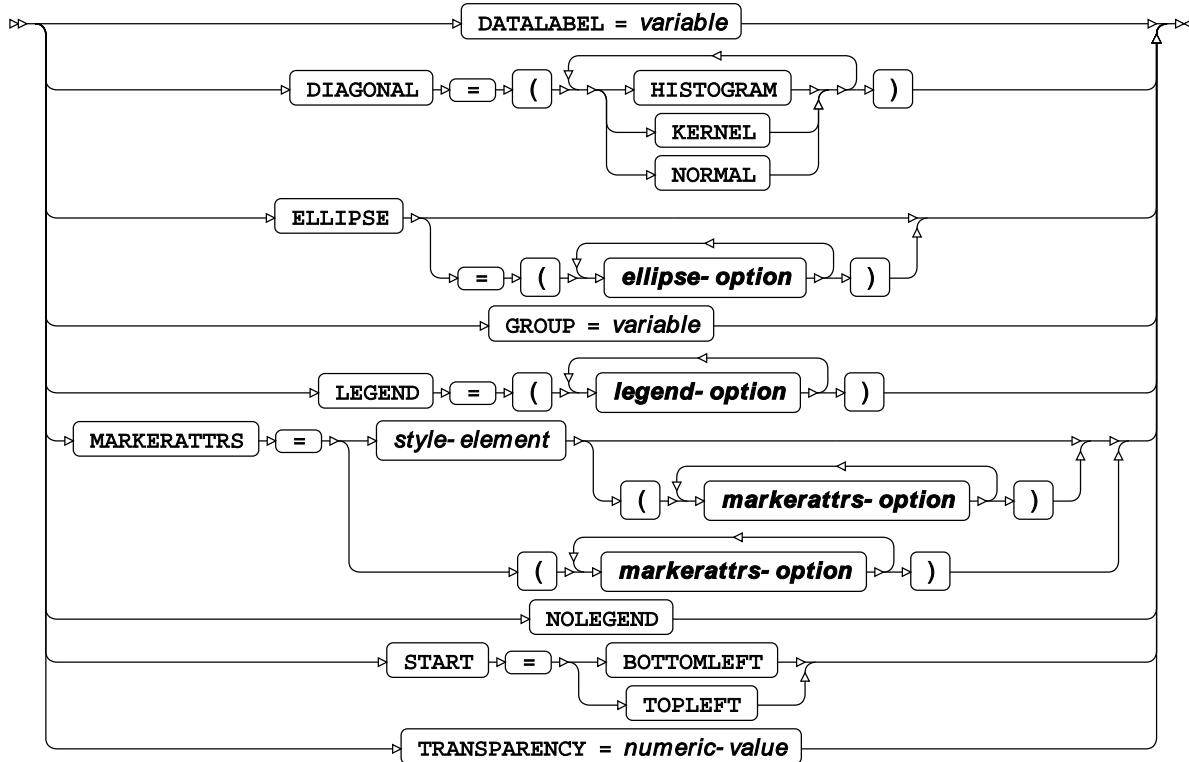 DATALABEL = variable
DIAGONAL = ( HISTOGRAM )
KERNEL
NORMAL
ELLIPSE
= ( ellipse-option )
GROUP = variable
LEGEND = ( legend-option )
MARKERATTRS = style-element
( markerattrs-option )
( markerattrs-option )
NOLEGEND
START = BOTTOMLEFT
TOPLEFT
TRANSPARENCY = numeric-value